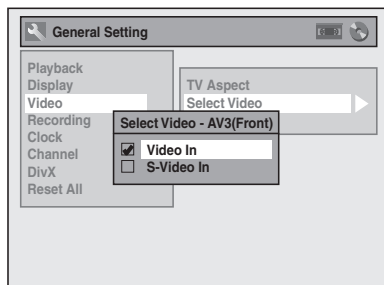 General Setting
Playback
Display
Video
Recording
Clock
Channel
DivX
Reset All
TV Aspect
Select Video
Select Video - AV3(Front)
Video In
S-Video In